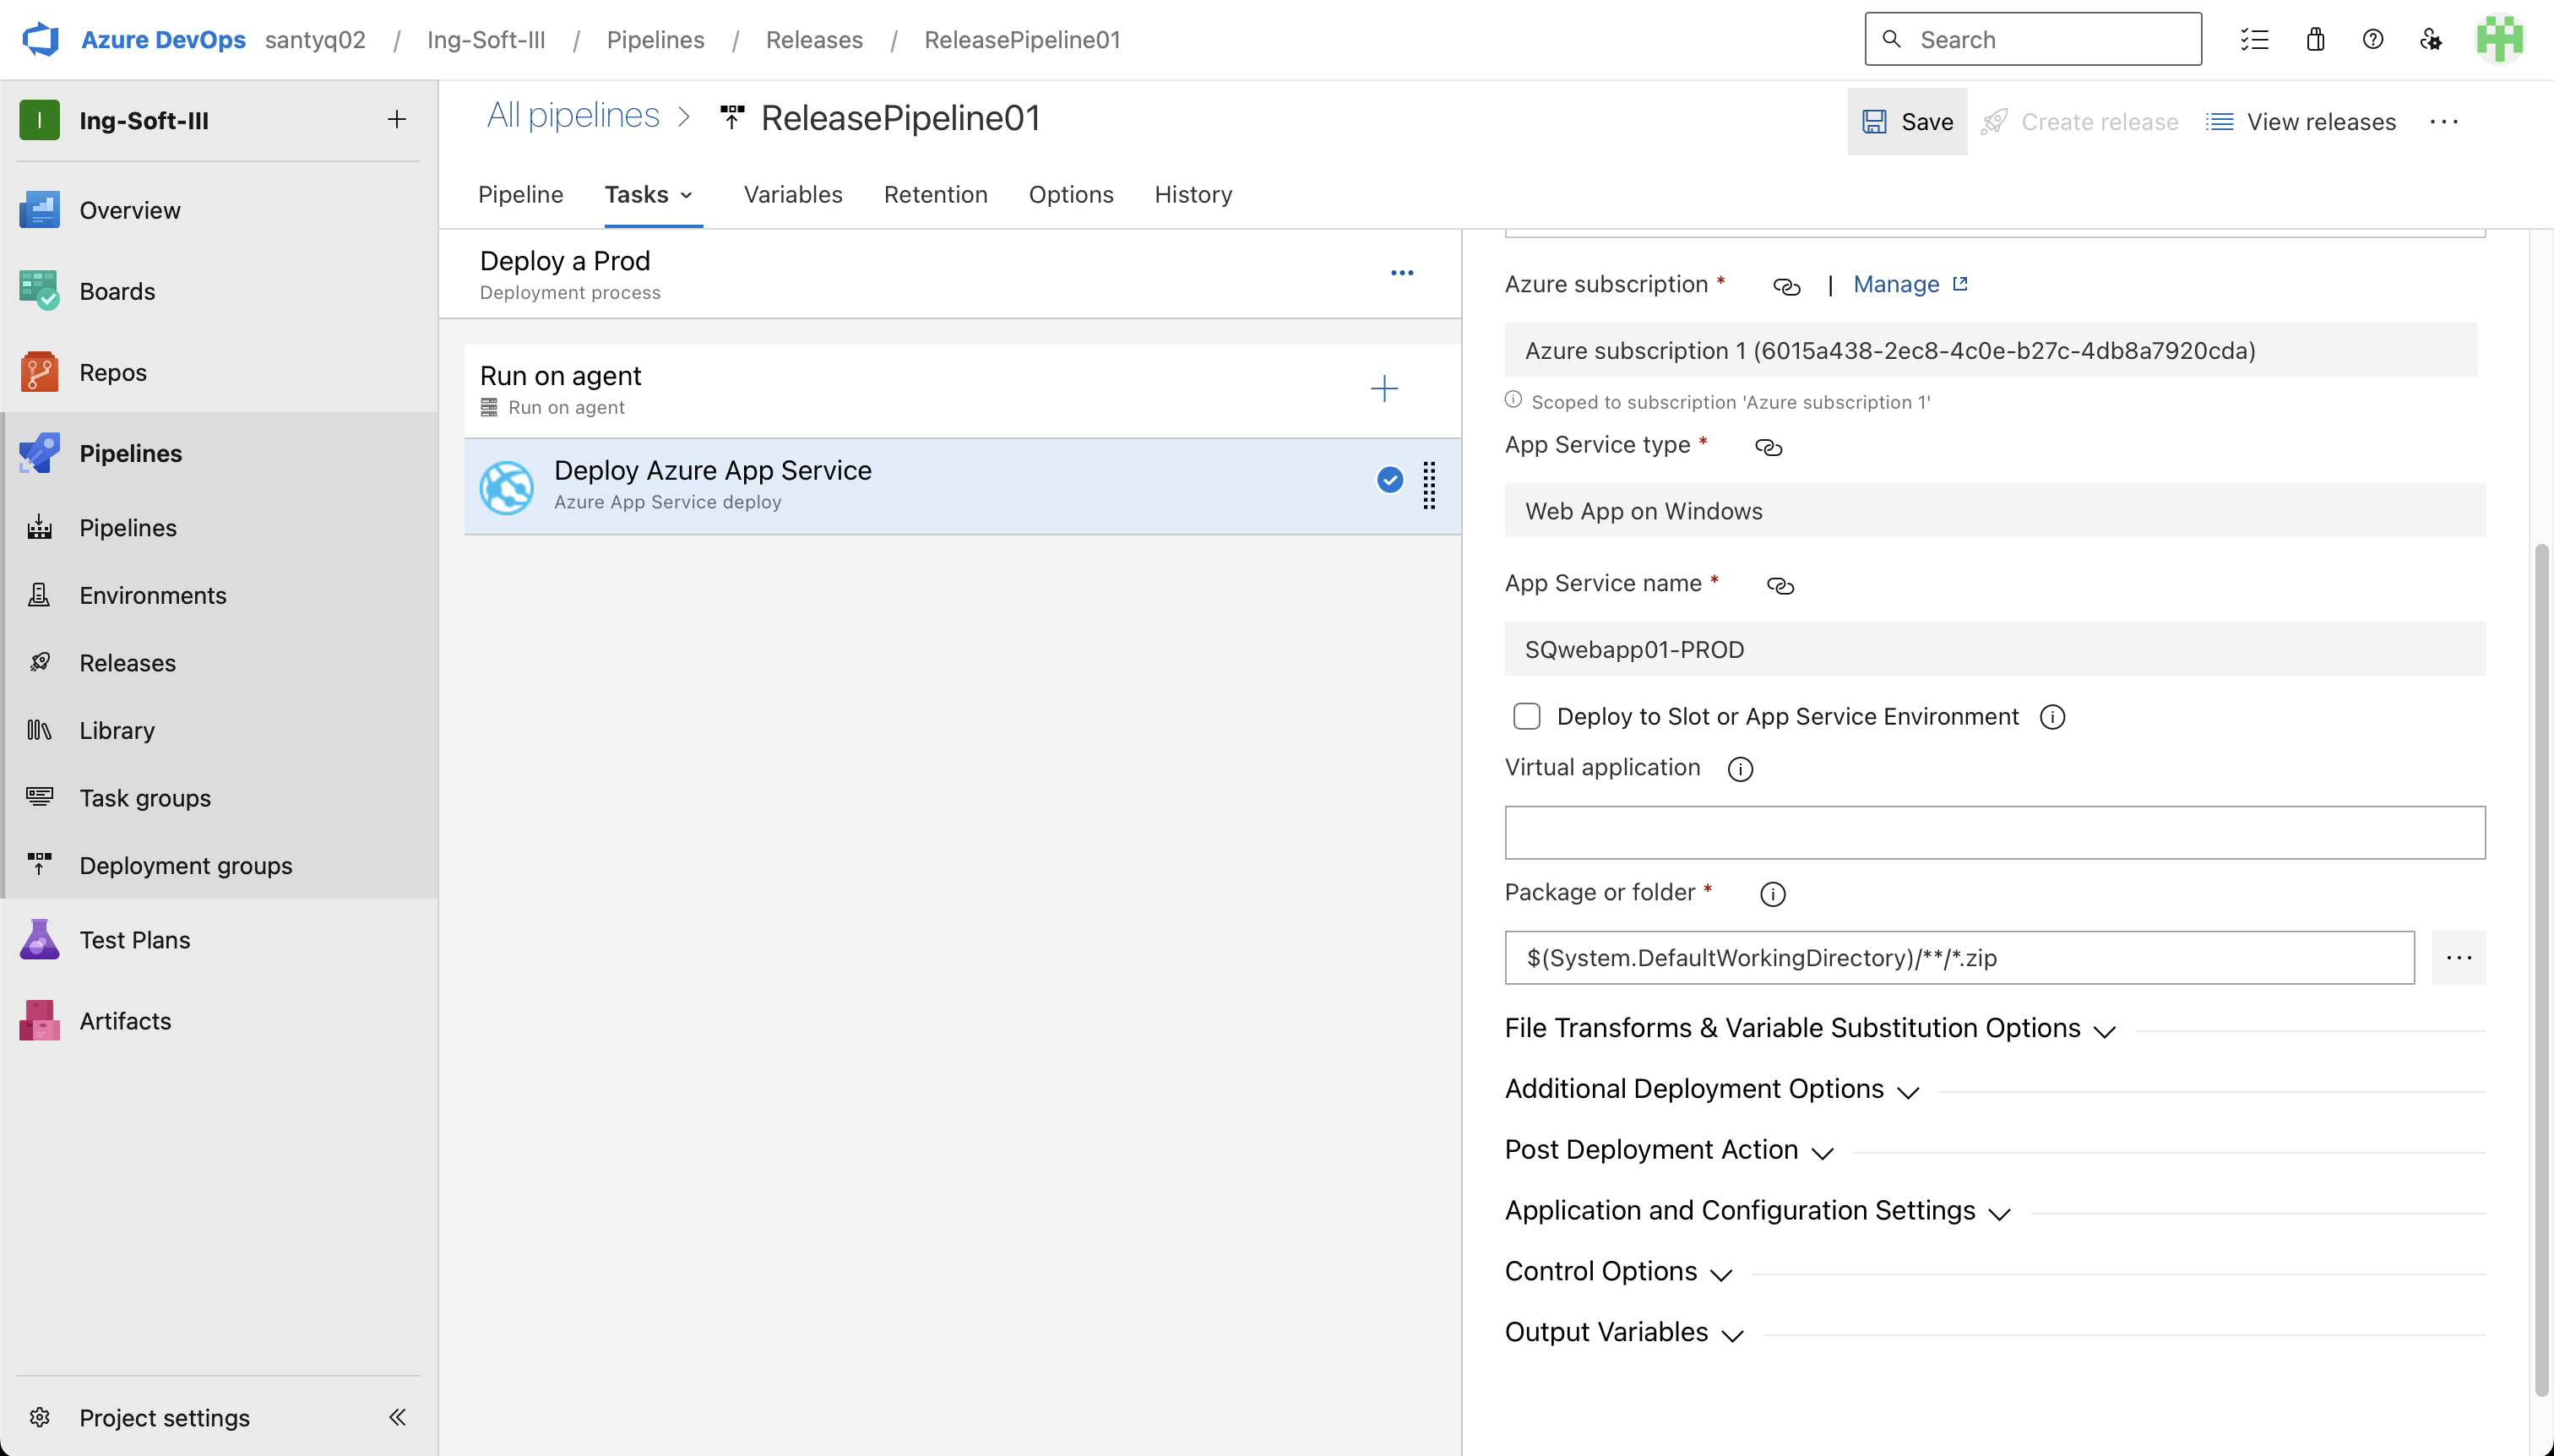 Azure DevOps santyq02 / Ing-Soft-III / Pipelines / Releases / ReleasePipeline01
Search
I Ing-Soft-III
Overview
Boards
Repos
Pipelines
Pipelines
Environments
Releases
Library
Task groups
Deployment groups
Test Plans
Artifacts
Project settings
All pipelines > ReleasePipeline01
Save Create release View releases ...
Pipeline Tasks Variables Retention Options History
Deploy a Prod
Deployment process
Run on agent
Run on agent
Deploy Azure App Service
Azure App Service deploy
Azure subscription * | Manage
Azure subscription 1 (6015a438-2ec8-4c0e-b27c-4db8a7920cda)
Scoped to subscription 'Azure subscription 1'
App Service type *
Web App on Windows
App Service name *
SQwebapp01-PROD
Deploy to Slot or App Service Environment
Virtual application
Package or folder *
$(System.DefaultWorkingDirectory)/**/*.zip
File Transforms & Variable Substitution Options
Additional Deployment Options
Post Deployment Action
Application and Configuration Settings
Control Options
Output Variables